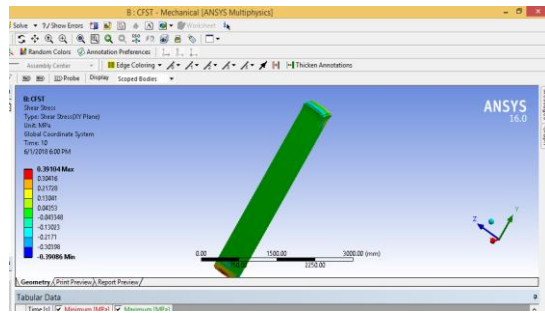 B : CFST - Mechanical [ANSYS Multiphysics]
Solve ?/ Show Errors Worksheet
Random Colors Annotation Preferences
Assembly Center Edge Coloring Thicken Annotations
Probe Display Scoped Bodies
B: CFST
Shear Stress
Type: Shear Stress(XY Plane)
Unit: MPa
Global Coordinate System
Time: 10
6/1/2018 6:00 PM
ANSYS
16.0
0.39104 Max
0.30416
0.21728
0.13041
0.04353
-0.043348
-0.13023
-0.2171
-0.30398
-0.39086 Min
Z
Y
0.00 1500.00 3000.00 (mm)
2250.00
Geometry Print Preview Report Preview
Tabular Data
Time [s] Minimum [MPa] Maximum [MPa]